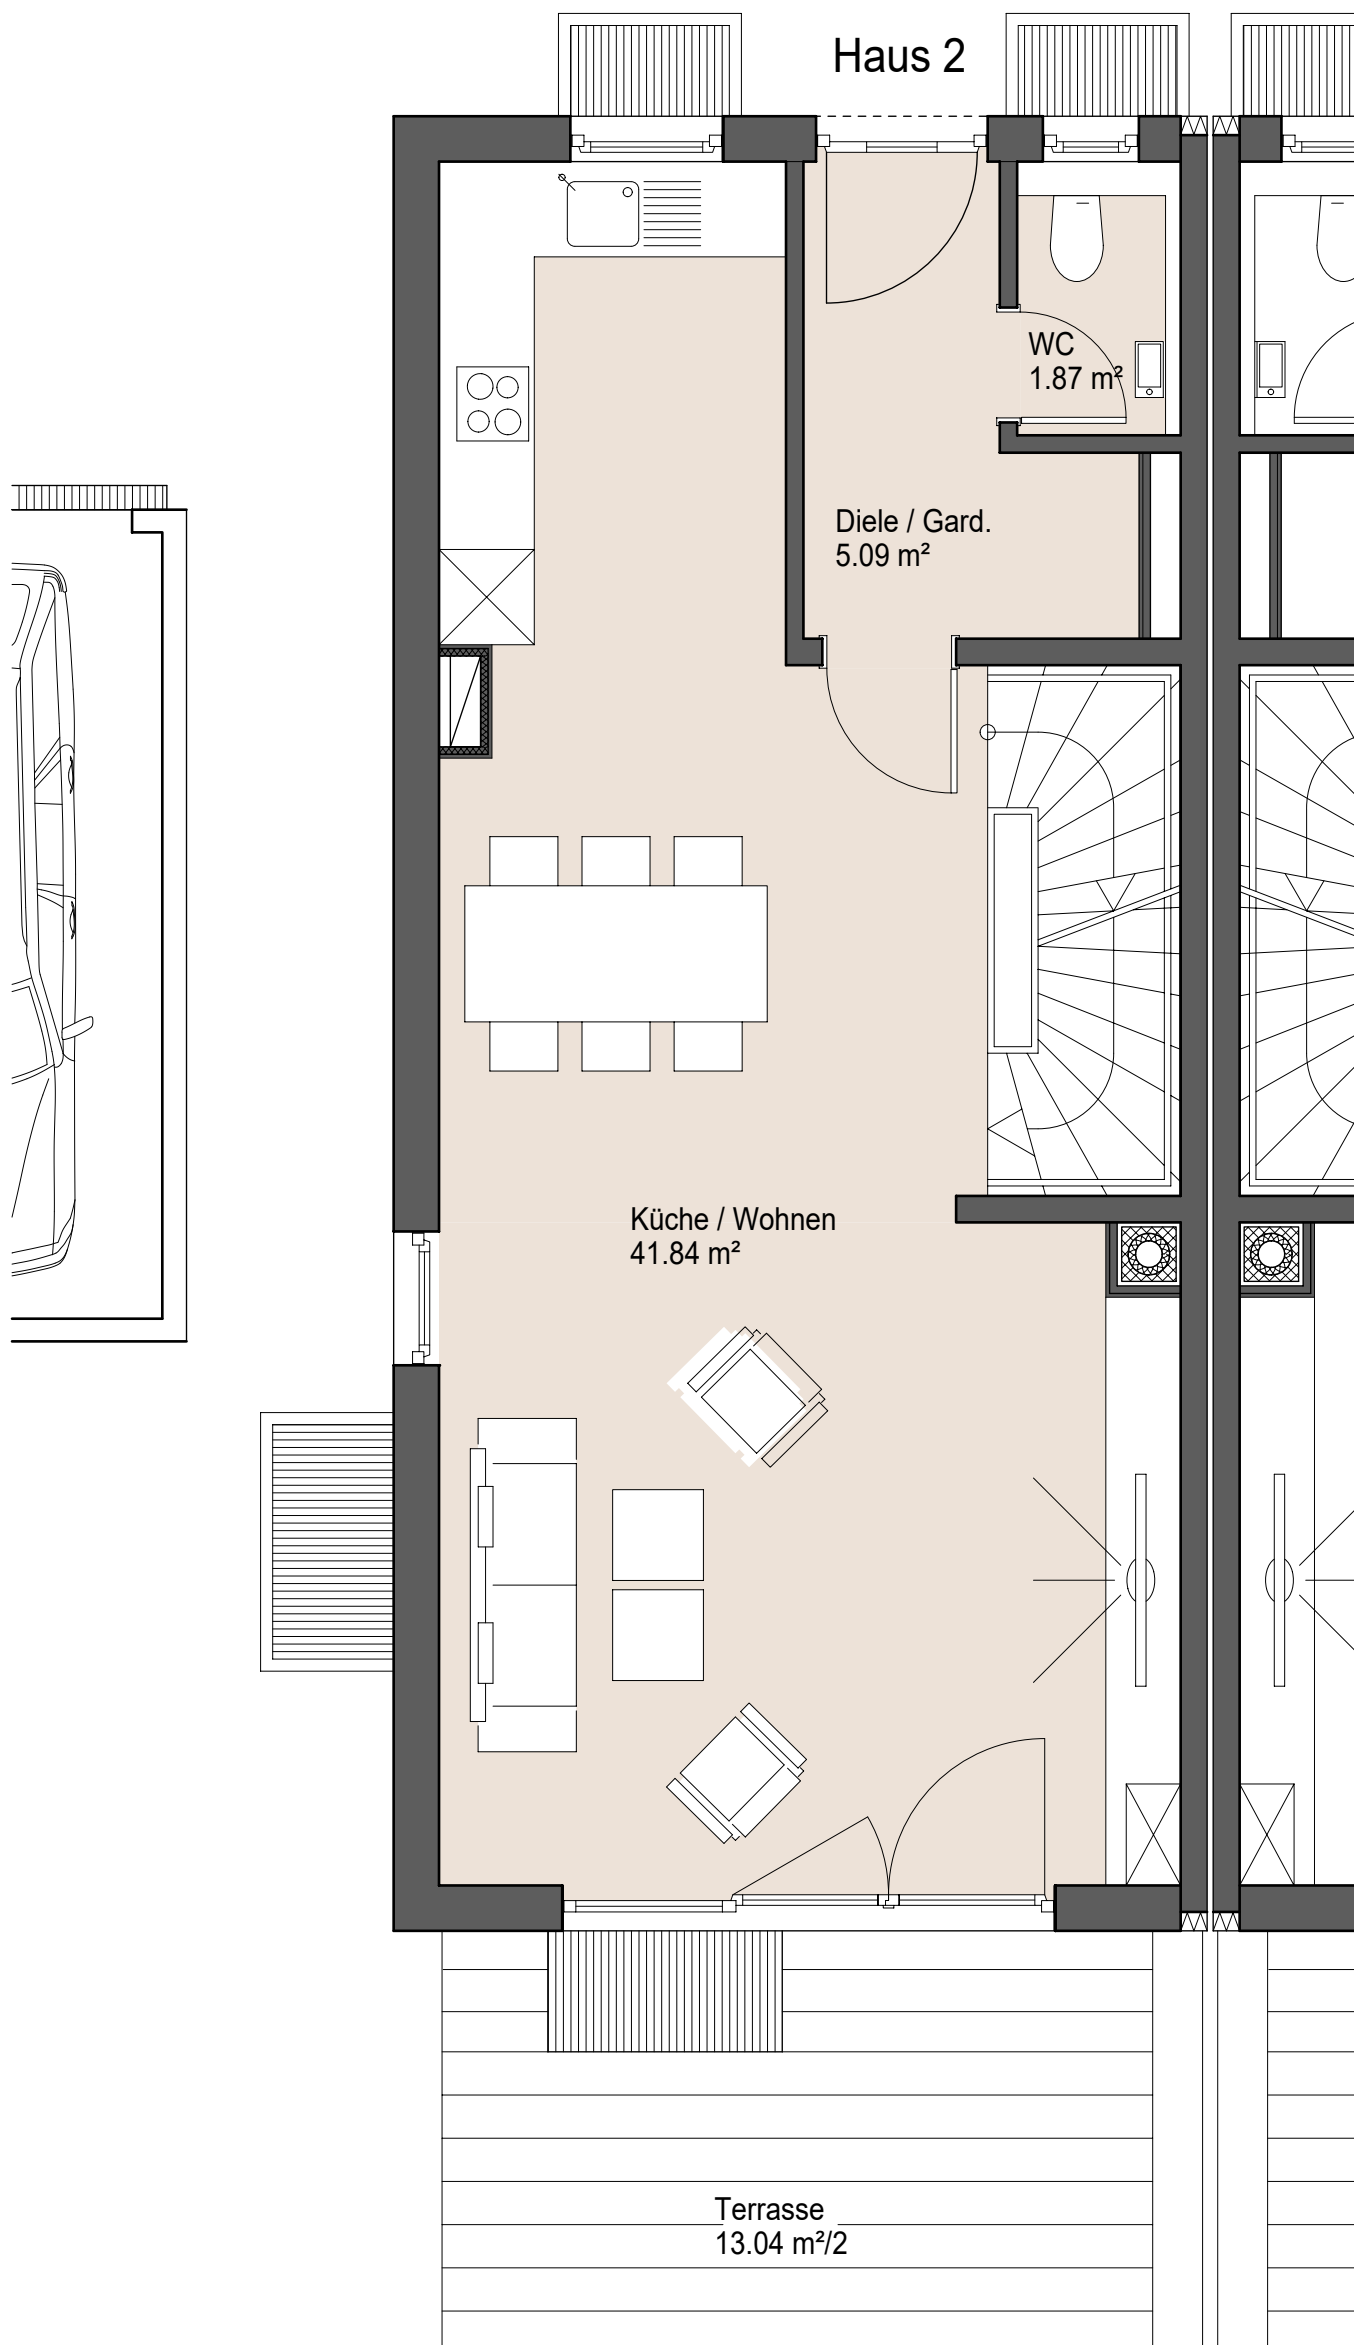 Haus 2
WC
1.87 m²
Diele / Gard.
5.09 m²
Küche / Wohnen
41.84 m²
Terrasse
13.04 m²/2